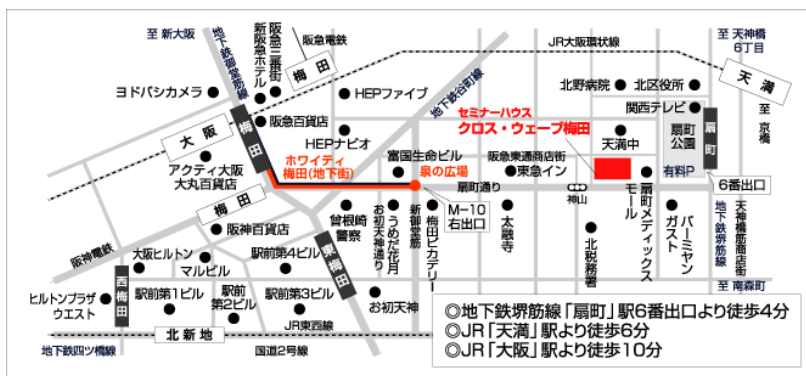 至 新大阪
地下鉄御堂筋線
新阪急ホテル
阪急三番街
阪急電鉄
梅田
JR大阪環状線
至 天神橋
6丁目
天満
至 京橋
ヨドバシカメラ
HEPファイブ
地下鉄谷町線
北野病院
北区役所
関西テレビ
セミナーハウス
クロス・ウェーブ梅田
扇町
公園
扇町
大阪
梅田
阪急百貨店
HEPナビオ
天満中
アクティ大阪
大丸百貨店
ホワイティ
梅田(地下街)
富国生命ビル
泉の広場
阪急東通商店街
東急イン
有料P
6番出口
扇町通り
神山
M-10
右出口
梅田
阪神電鉄
阪神百貨店
曽根崎
警察
お初天神通り
うめだ花月
新御堂筋
梅田ピカデリー
太融寺
北税務署
扇町メディックス
モール
ガスト
バーミヤン
地下鉄堺筋線
天神橋筋商店街
大阪ヒルトン
マルビル
駅前第4ビル
東梅田
西梅田
ヒルトンプラザ
ウエスト
駅前第1ビル
駅前
第2ビル
駅前第3ビル
お初天神
至 南森町
北新地
JR東西線
地下鉄四ツ橋線
国道2号線
◎地下鉄堺筋線「扇町」駅6番出口より徒歩4分
◎JR「天満」駅より徒歩6分
◎JR「大阪」駅より徒歩10分